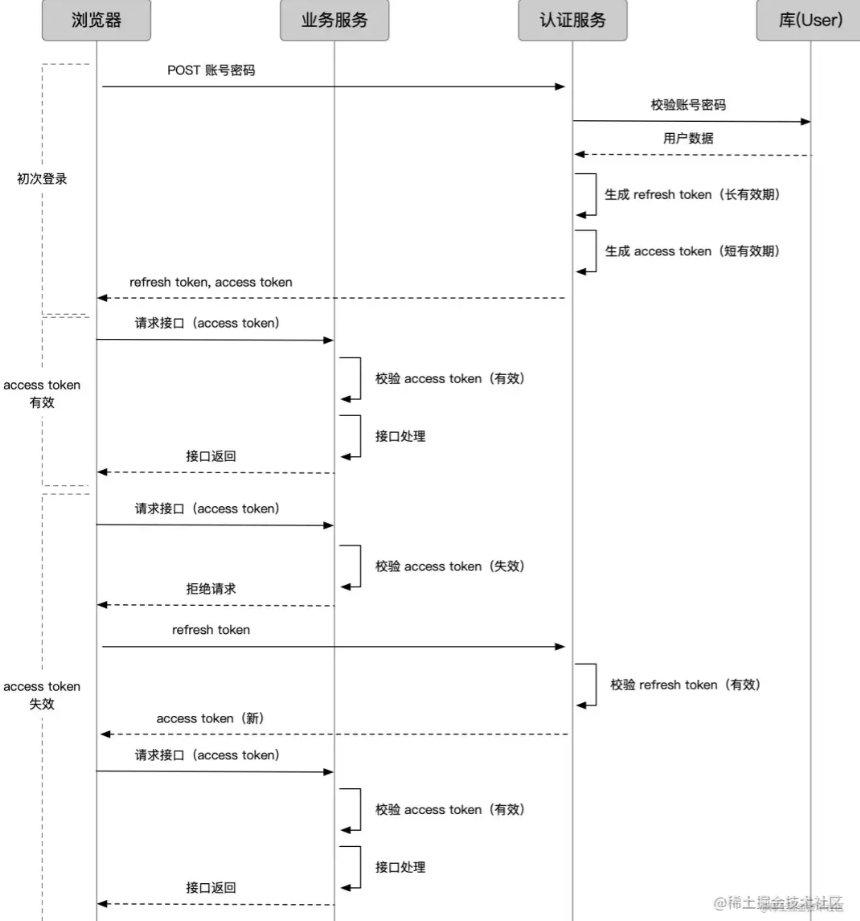 浏览器
业务服务
认证服务
库(User)
POST 账号密码
校验账号密码
用户数据
初次登录
生成 refresh token（长有效期）
生成 access token（短有效期）
refresh token, access token
请求接口（access token）
access token
有效
校验 access token（有效）
接口处理
接口返回
请求接口（access token）
校验 access token（失效）
拒绝请求
refresh token
access token
失效
校验 refresh token（有效）
access token（新）
请求接口（access token）
校验 access token（有效）
接口处理
接口返回
@稀土掘金技术社区